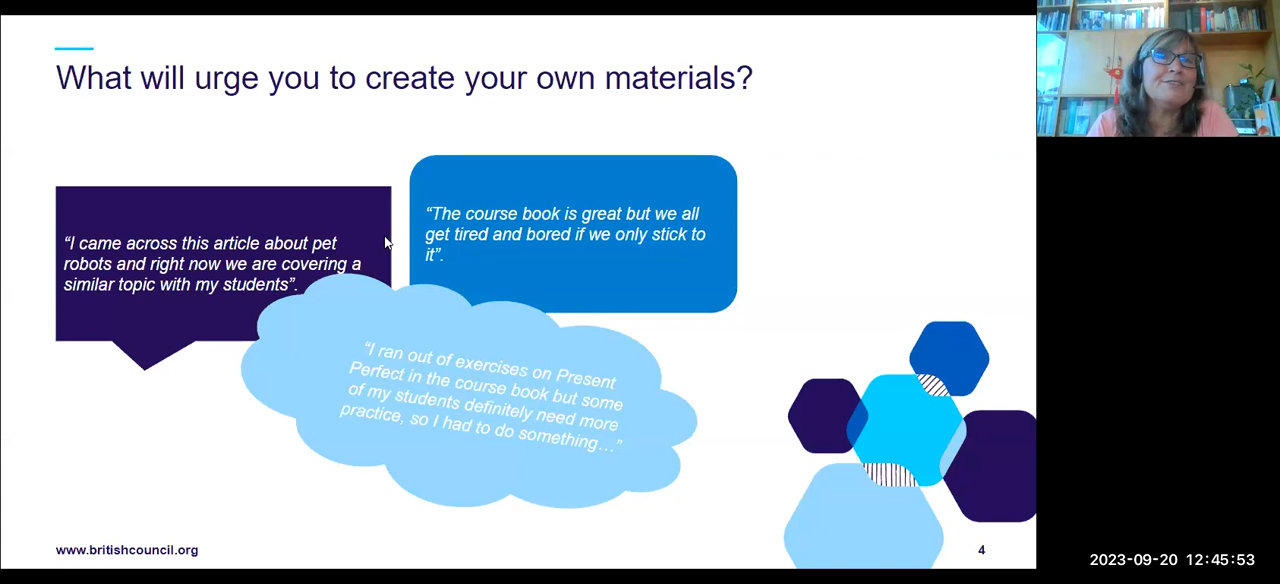 What will urge you to create your own materials?
“I came across this article about pet
robots and right now we are covering a
similar topic with my students”.
“The course book is great but we all
get tired and bored if we only stick to
it”.
“I ran out of exercises on Present
Perfect in the course book but some
of my students definitely need more
practice, so I had to do something…”
www.britishcouncil.org
4
2023-09-20 12:45:53